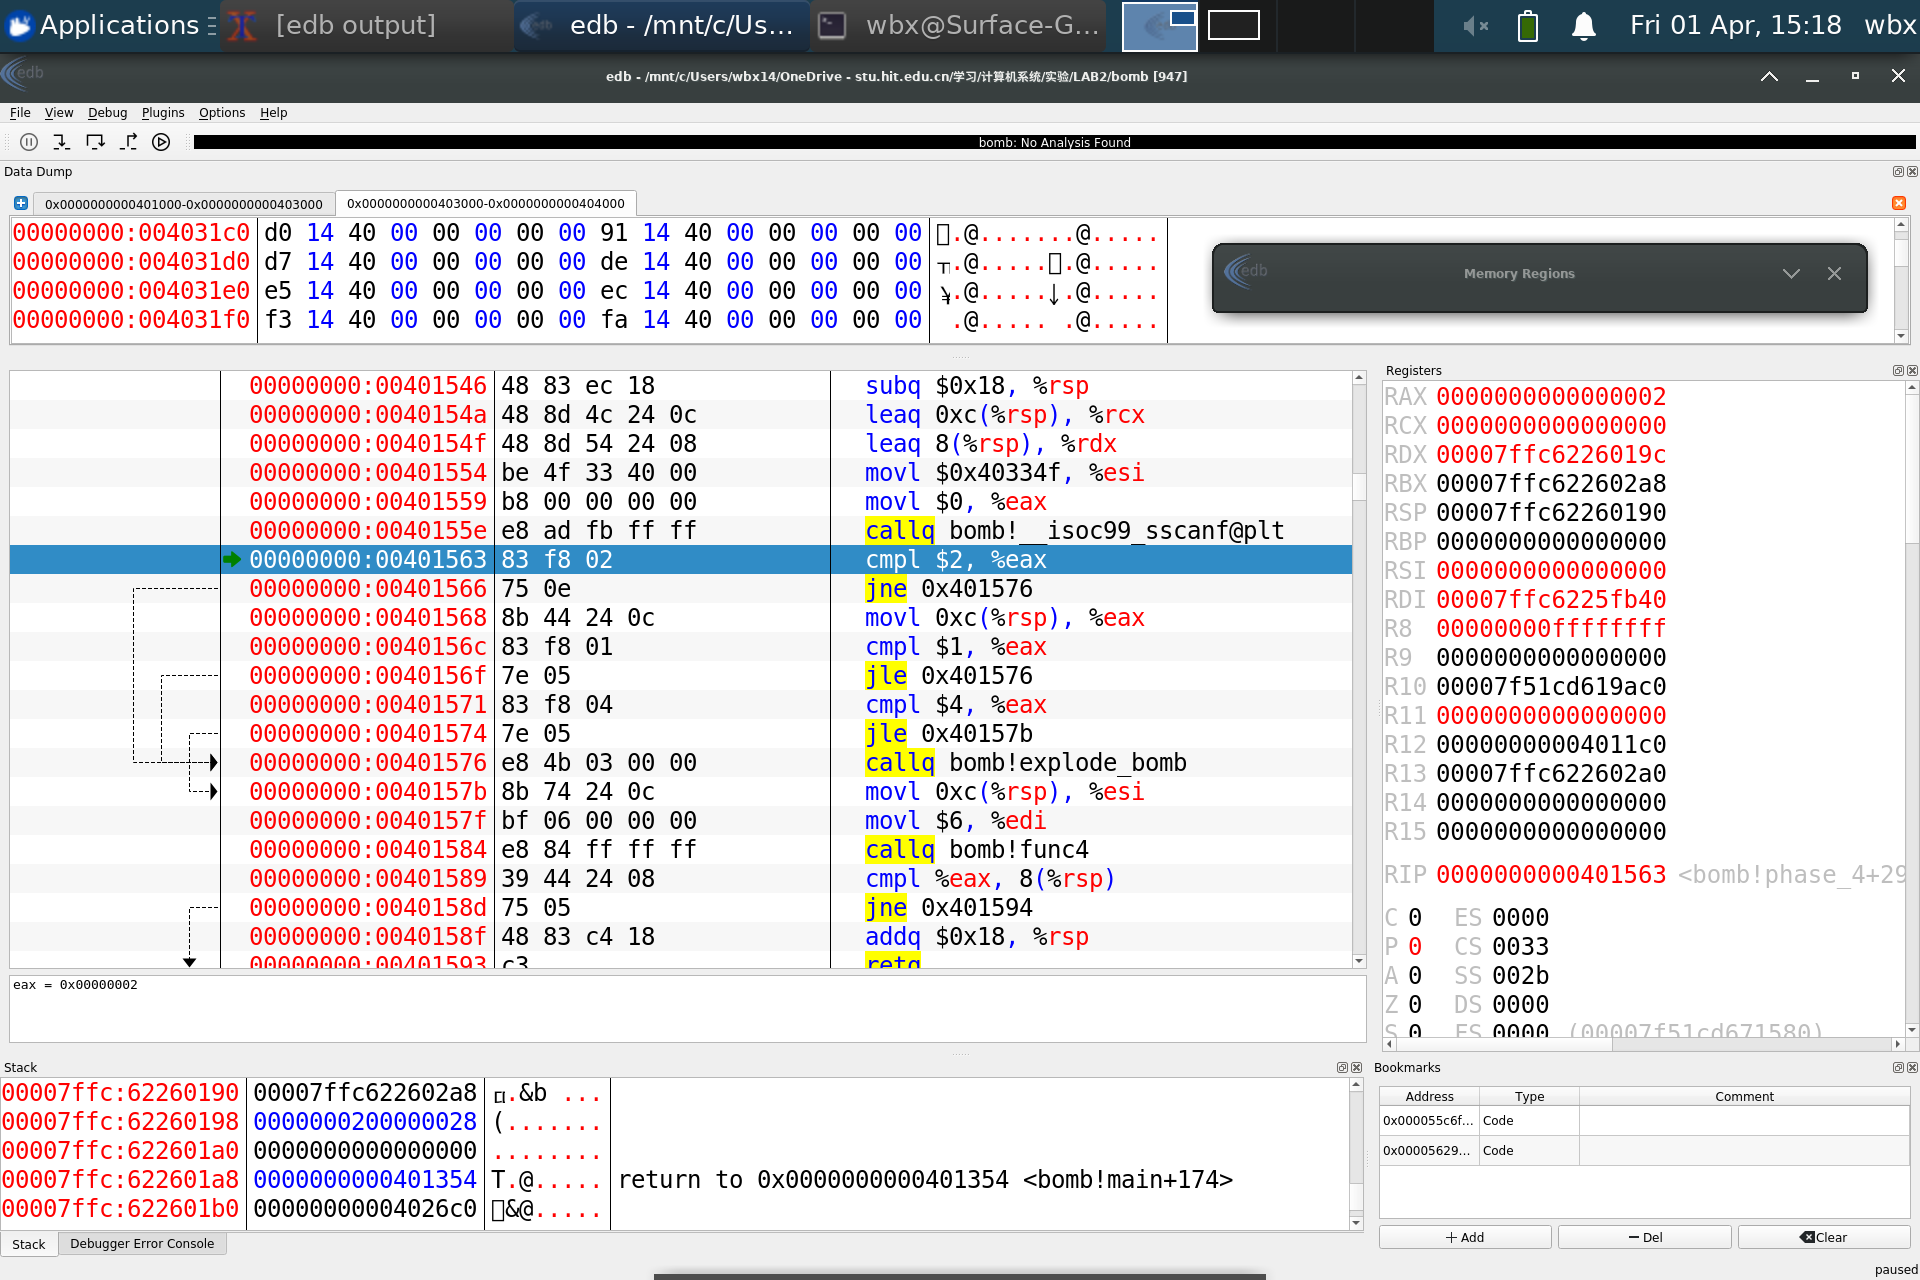 Applications [edb output] edb - /mnt/c/Us... wbx@Surface-G... Fri 01 Apr, 15:18 wbx
edb edb - /mnt/c/Users/wbx14/OneDrive - stu.hit.edu.cn/学习/计算机系统/实验/LAB2/bomb [947]
File View Debug Plugins Options Help
bomb: No Analysis Found
Data Dump
0x0000000000401000-0x0000000000403000 0x0000000000403000-0x0000000000404000
00000000:004031c0 d0 14 40 00 00 00 00 00 91 14 40 00 00 00 00 00 .@.......@.....
00000000:004031d0 d7 14 40 00 00 00 00 00 de 14 40 00 00 00 00 00 .@..... .@.....
00000000:004031e0 e5 14 40 00 00 00 00 00 ec 14 40 00 00 00 00 00 .@..... .@.....
00000000:004031f0 f3 14 40 00 00 00 00 00 fa 14 40 00 00 00 00 00 .@..... .@.....
edb Memory Regions
00000000:00401546 48 83 ec 18 subq $0x18, %rsp
00000000:0040154a 48 8d 4c 24 0c leaq 0xc(%rsp), %rcx
00000000:0040154f 48 8d 54 24 08 leaq 8(%rsp), %rdx
00000000:00401554 be 4f 33 40 00 movl $0x40334f, %esi
00000000:00401559 b8 00 00 00 00 movl $0, %eax
00000000:0040155e e8 ad fb ff ff callq bomb!__isoc99_sscanf@plt
00000000:00401563 83 f8 02 cmpl $2, %eax
00000000:00401566 75 0e jne 0x401576
00000000:00401568 8b 44 24 0c movl 0xc(%rsp), %eax
00000000:0040156c 83 f8 01 cmpl $1, %eax
00000000:0040156f 7e 05 jle 0x401576
00000000:00401571 83 f8 04 cmpl $4, %eax
00000000:00401574 7e 05 jle 0x40157b
00000000:00401576 e8 4b 03 00 00 callq bomb!explode_bomb
00000000:0040157b 8b 74 24 0c movl 0xc(%rsp), %esi
00000000:0040157f bf 06 00 00 00 movl $6, %edi
00000000:00401584 e8 84 ff ff ff callq bomb!func4
00000000:00401589 39 44 24 08 cmpl %eax, 8(%rsp)
00000000:0040158d 75 05 jne 0x401594
00000000:0040158f 48 83 c4 18 addq $0x18, %rsp
00000000:00401593 c3 retq
eax = 0x00000002
Registers
RAX 0000000000000002
RCX 0000000000000000
RDX 00007ffc6226019c
RBX 00007ffc622602a8
RSP 00007ffc62260190
RBP 0000000000000000
RSI 0000000000000000
RDI 00007ffc6225fb40
R8 00000000ffffffff
R9 0000000000000000
R10 00007f51cd619ac0
R11 0000000000000000
R12 00000000004011c0
R13 00007ffc622602a0
R14 0000000000000000
R15 0000000000000000
RIP 0000000000401563 <bomb!phase_4+29
C 0 ES 0000
P 0 CS 0033
A 0 SS 002b
Z 0 DS 0000
S 0 FS 0000 (00007f51cd671580)
Stack
00007ffc:62260190 00007ffc622602a8 .&b ...
00007ffc:62260198 0000000200000028 (.......
00007ffc:622601a0 0000000000000000 ........
00007ffc:622601a8 0000000000401354 T.@..... return to 0x0000000000401354 <bomb!main+174>
00007ffc:622601b0 00000000004026c0 &@.....
Stack Debugger Error Console
Bookmarks
Address Type Comment
0x000055c6f... Code
0x00005629... Code
Add Del Clear
paused